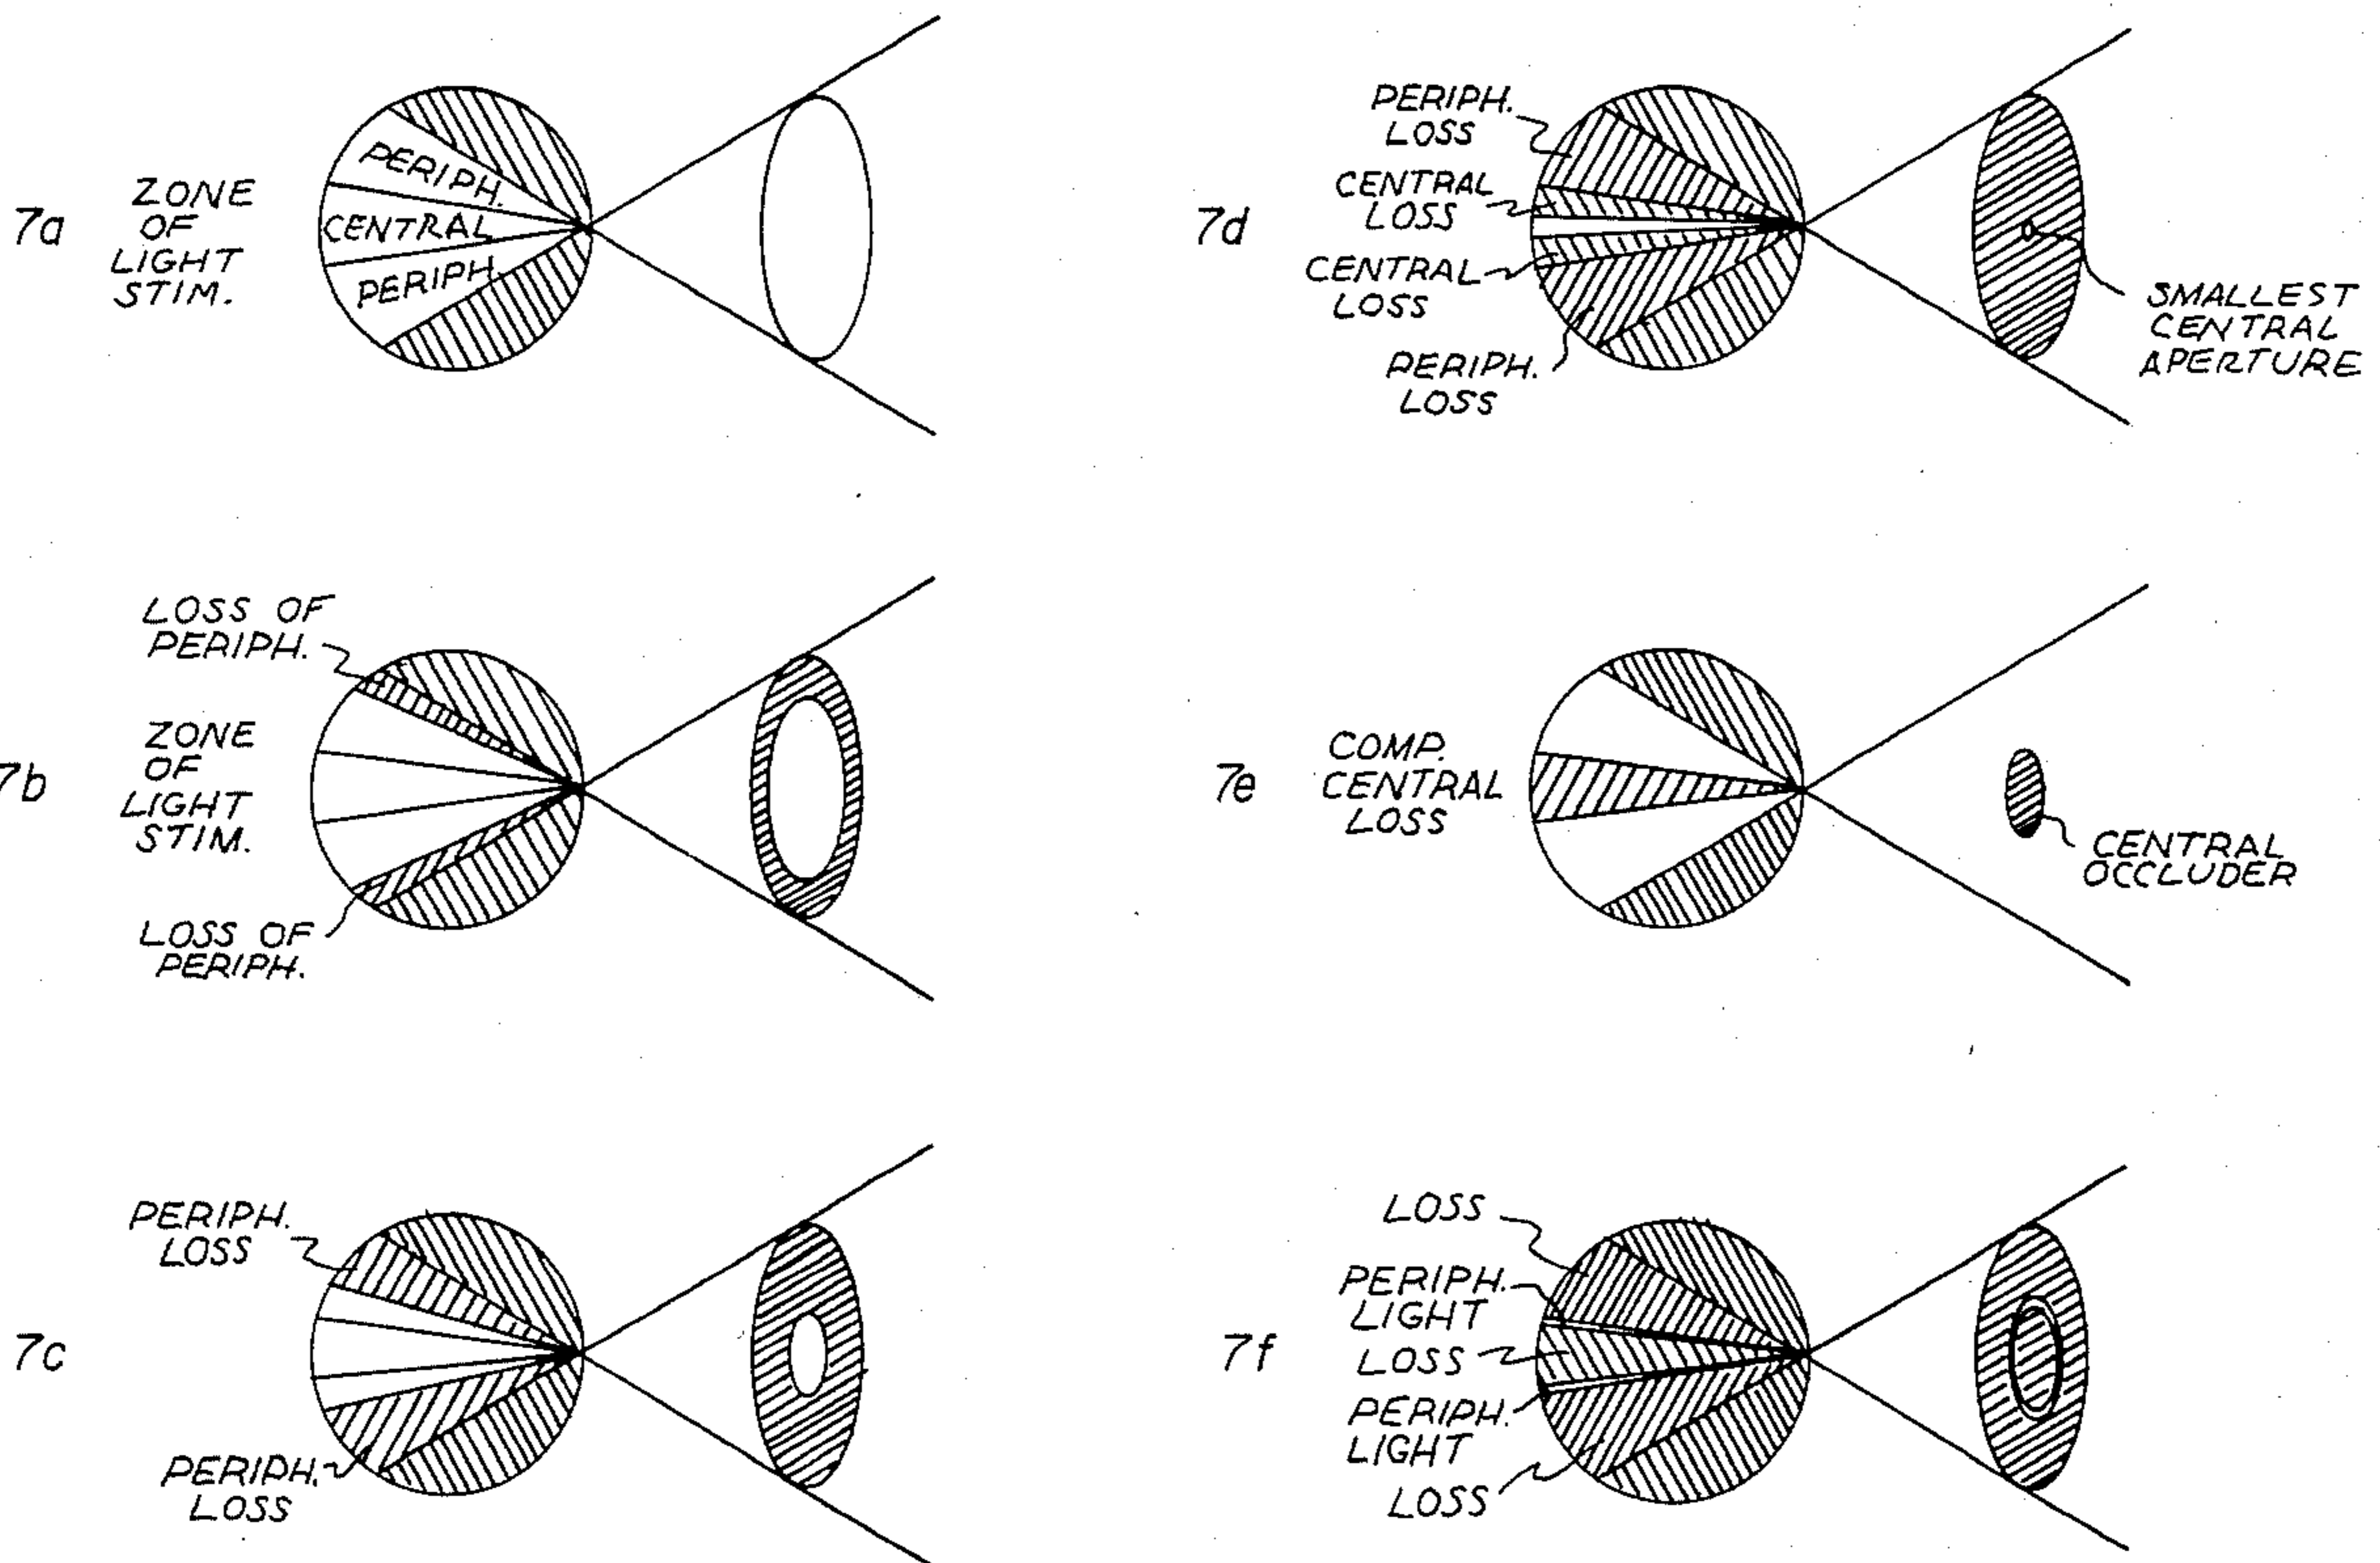 7a
ZONE
OF
LIGHT
STIM.
PERIPH.
CENTRAL
PERIPH.
7b
LOSS OF
PERIPH.
ZONE
OF
LIGHT
STIM.
LOSS OF
PERIPH.
7c
PERIPH.
LOSS
PERIPH.
LOSS
7d
PERIPH.
LOSS
CENTRAL
LOSS
CENTRAL
LOSS
PERIPH.
LOSS
SMALLEST
CENTRAL
APERTURE
7e
COMP.
CENTRAL
LOSS
CENTRAL
OCCLUDER
7f
LOSS
PERIPH.
LIGHT
LOSS
PERIPH.
LIGHT
LOSS